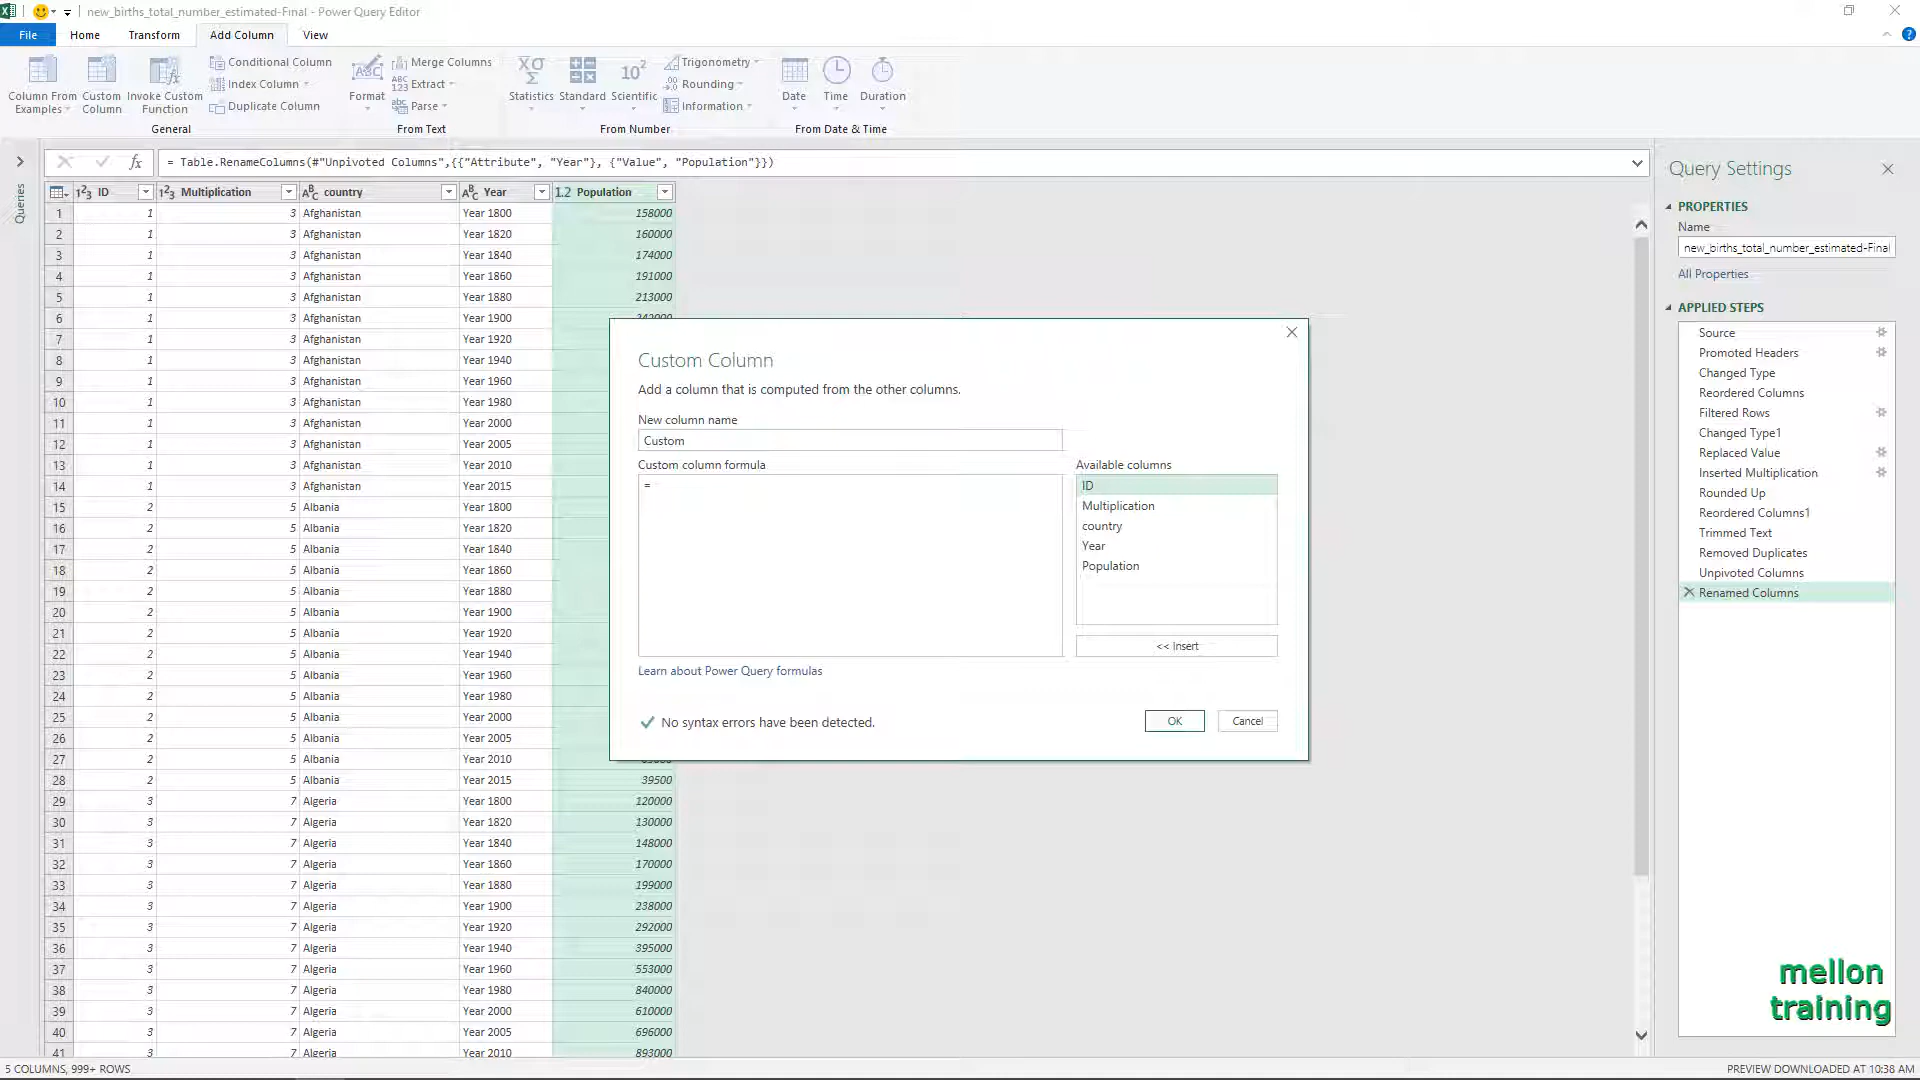 new_births_total_number_estimated-Final - Power Query Editor
File Home Transform Add Column View
Column From Examples
Custom Column
Invoke Custom Function
Conditional Column
Index Column
Duplicate Column
General
Format
Merge Columns
Extract
Parse
From Text
Statistics
Standard
Scientific
Trigonometry
Rounding
Information
From Number
Date
Time
Duration
From Date & Time
Queries
fx = Table.RenameColumns(#"Unpivoted Columns",{{"Attribute", "Year"}, {"Value", "Population"}})
ID Multiplication country Year 1.2 Population
1 1 3 Afghanistan Year 1800 158000
2 1 3 Afghanistan Year 1820 160000
3 1 3 Afghanistan Year 1840 174000
4 1 3 Afghanistan Year 1860 191000
5 1 3 Afghanistan Year 1880 213000
6 1 3 Afghanistan Year 1900
7 1 3 Afghanistan Year 1920
8 1 3 Afghanistan Year 1940
9 1 3 Afghanistan Year 1960
10 1 3 Afghanistan Year 1980
11 1 3 Afghanistan Year 2000
12 1 3 Afghanistan Year 2005
13 1 3 Afghanistan Year 2010
14 1 3 Afghanistan Year 2015
15 2 5 Albania Year 1800
16 2 5 Albania Year 1820
17 2 5 Albania Year 1840
18 2 5 Albania Year 1860
19 2 5 Albania Year 1880
20 2 5 Albania Year 1900
21 2 5 Albania Year 1920
22 2 5 Albania Year 1940
23 2 5 Albania Year 1960
24 2 5 Albania Year 1980
25 2 5 Albania Year 2000
26 2 5 Albania Year 2005
27 2 5 Albania Year 2010
28 2 5 Albania Year 2015 39500
29 3 7 Algeria Year 1800 120000
30 3 7 Algeria Year 1820 130000
31 3 7 Algeria Year 1840 148000
32 3 7 Algeria Year 1860 170000
33 3 7 Algeria Year 1880 199000
34 3 7 Algeria Year 1900 238000
35 3 7 Algeria Year 1920 292000
36 3 7 Algeria Year 1940 395000
37 3 7 Algeria Year 1960 553000
38 3 7 Algeria Year 1980 840000
39 3 7 Algeria Year 2000 610000
40 3 7 Algeria Year 2005 696000
41 3 7 Algeria Year 2010 893000
Custom Column
Add a column that is computed from the other columns.
New column name
Custom
Custom column formula
=
Available columns
ID
Multiplication
country
Year
Population
<< Insert
Learn about Power Query formulas
No syntax errors have been detected.
OK
Cancel
Query Settings
PROPERTIES
Name
new_births_total_number_estimated-Final
All Properties
APPLIED STEPS
Source
Promoted Headers
Changed Type
Reordered Columns
Filtered Rows
Changed Type1
Replaced Value
Inserted Multiplication
Rounded Up
Reordered Columns1
Trimmed Text
Removed Duplicates
Unpivoted Columns
Renamed Columns
mellon
training
5 COLUMNS, 999+ ROWS
PREVIEW DOWNLOADED AT 10:38 AM